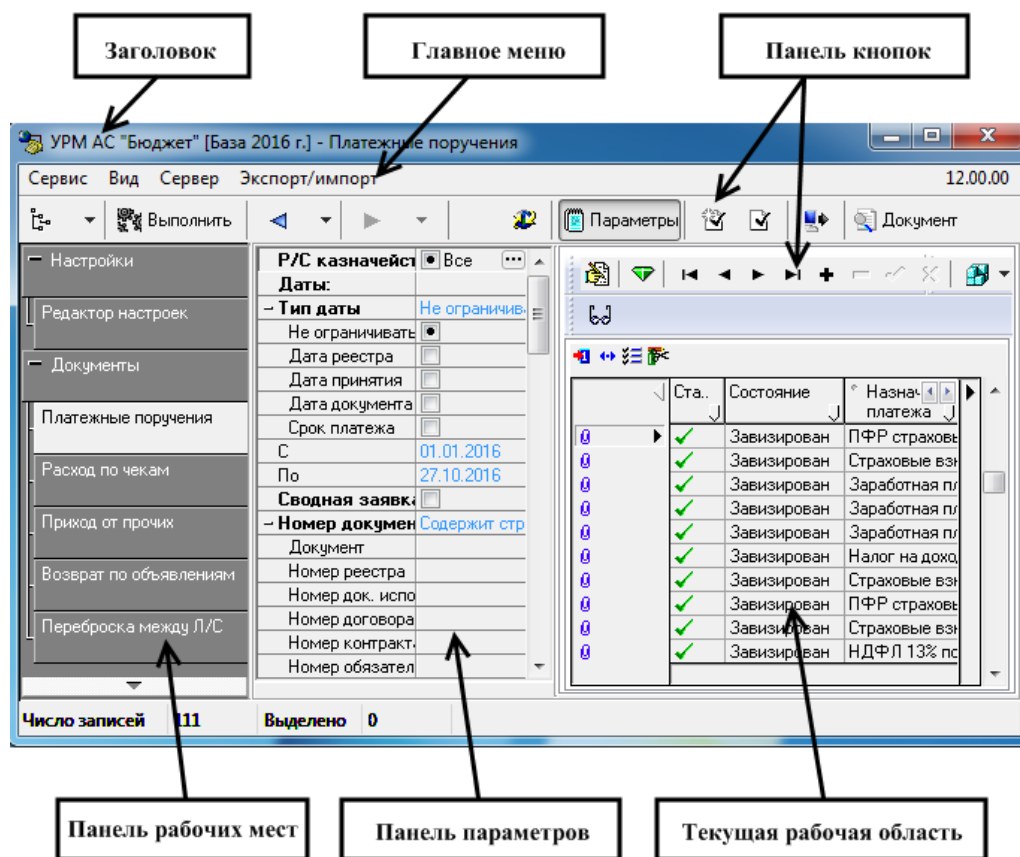 Заголовок
Главное меню
Панель кнопок
УРМ АС "Бюджет" [База 2016 г.] - Платежные поручения
Сервис Вид Сервер Экспорт/импорт 12.00.00
Выполнить Параметры Документ
Настройки
Редактор настроек
Документы
Платежные поручения
Расход по чекам
Приход от прочих
Возврат по объявлениям
Переброска между Л/С
Р/С казначейст Все ...
Даты:
Тип даты Не ограничив
Не ограничивать
Дата реестра
Дата принятия
Дата документа
Срок платежа
С 01.01.2016
По 27.10.2016
Сводная заявка
Номер докумен Содержит стр
Документ
Номер реестра
Номер док. испо
Номер договора
Номер контракт
Номер обязател
Ста.. Состояние Назнач
платежа
Завизирован ПФР страховы
Завизирован Страховые взн
Завизирован Заработная пл
Завизирован Заработная пл
Завизирован Заработная пл
Завизирован Налог на дохо
Завизирован Страховые взн
Завизирован ПФР страховы
Завизирован Страховые взн
Завизирован НДФЛ 13% по
Число записей 111 Выделено 0
Панель рабочих мест
Панель параметров
Текущая рабочая область